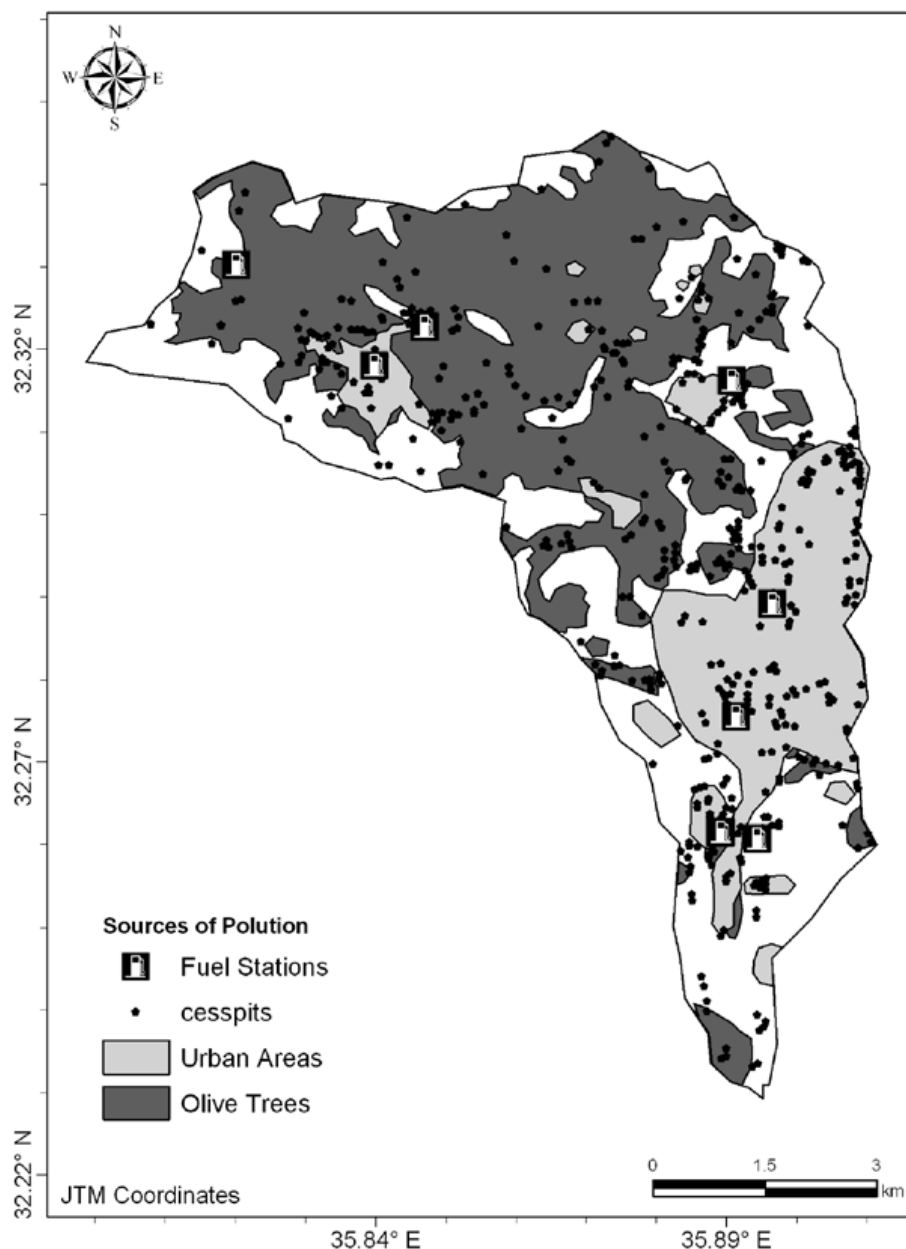 N
W E
S
32.32° N
32.27° N
32.22° N
Sources of Polution
Fuel Stations
cesspits
Urban Areas
Olive Trees
JTM Coordinates
0 1.5 3
km
35.84° E 35.89° E